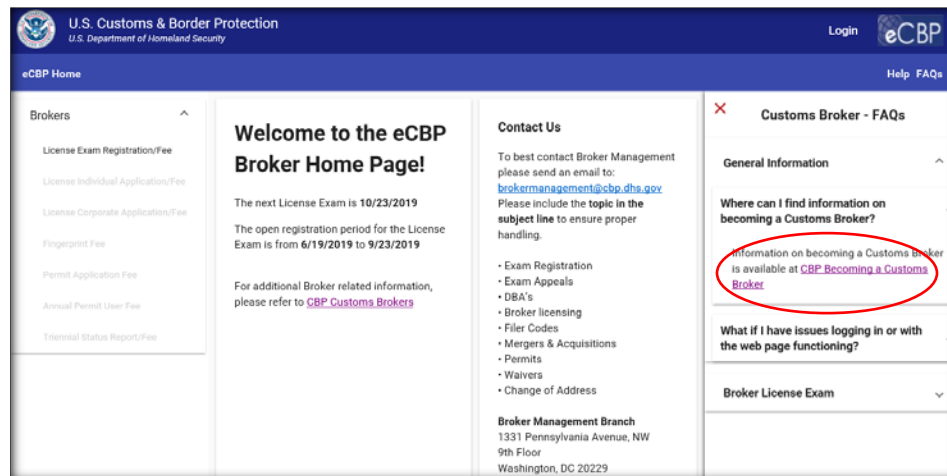 U.S. Customs & Border Protection
U.S. Department of Homeland Security
Login
eCBP
eCBP Home
Help FAQs
Brokers
License Exam Registration/Fee
License Individual Application/Fee
License Corporate Application/Fee
Fingerprint Fee
Permit Application Fee
Annual Permit User Fee
Triennial Status Report/Fee
Welcome to the eCBP
Broker Home Page!
The next License Exam is 10/23/2019
The open registration period for the License
Exam is from 6/19/2019 to 9/23/2019
For additional Broker related information,
please refer to CBP Customs Brokers
Contact Us
To best contact Broker Management
please send an email to:
brokermanagement@cbp.dhs.gov
Please include the topic in the
subject line to ensure proper
handling.
• Exam Registration
• Exam Appeals
• DBA's
• Broker licensing
• Filer Codes
• Mergers & Acquisitions
• Permits
• Waivers
• Change of Address
Broker Management Branch
1331 Pennsylvania Avenue, NW
9th Floor
Washington, DC 20229
Customs Broker - FAQs
General Information
Where can I find information on
becoming a Customs Broker?
Information on becoming a Customs Broker
is available at CBP Becoming a Customs
Broker
What if I have issues logging in or with
the web page functioning?
Broker License Exam